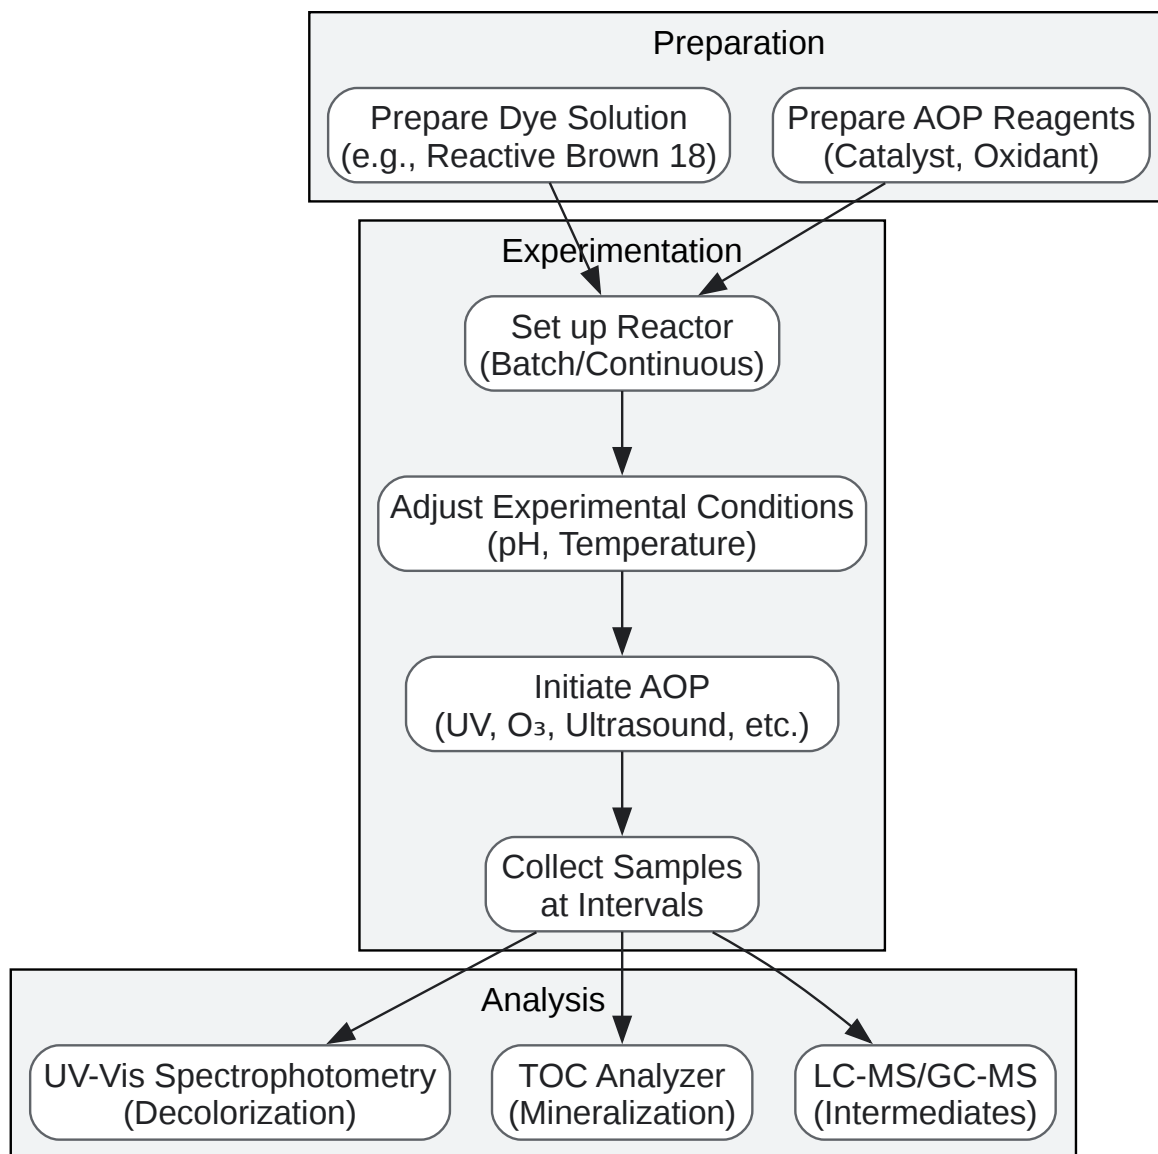 Preparation
Prepare Dye Solution
(e.g., Reactive Brown 18)
Prepare AOP Reagents
(Catalyst, Oxidant)
Experimentation
Set up Reactor
(Batch/Continuous)
Adjust Experimental Conditions
(pH, Temperature)
Initiate AOP
(UV, O₃, Ultrasound, etc.)
Collect Samples
at Intervals
Analysis
UV-Vis Spectrophotometry
(Decolorization)
TOC Analyzer
(Mineralization)
LC-MS/GC-MS
(Intermediates)